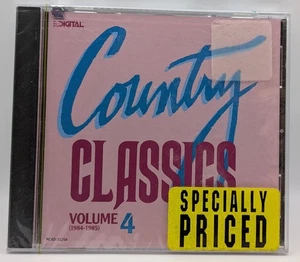 DIGITAL
Country
CLASSICS
VOLUME 4
(1984-1985)
SPECIALLY
PRICED